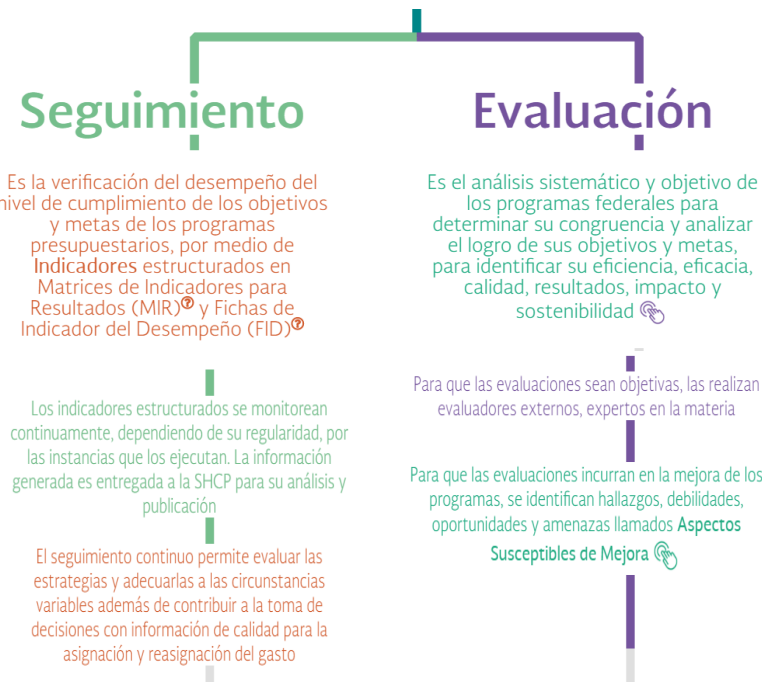 Seguimiento
Es la verificación del desempeño del
nivel de cumplimiento de los objetivos
y metas de los programas
presupuestarios, por medio de
Indicadores estructurados en
Matrices de Indicadores para
Resultados (MIR)? y Fichas de
Indicador del Desempeño (FID)?
Los indicadores estructurados se monitorean
continuamente, dependiendo de su regularidad, por
las instancias que los ejecutan. La información
generada es entregada a la SHCP para su análisis y
publicación
El seguimiento continuo permite evaluar las
estrategias y adecuarlas a las circunstancias
variables además de contribuir a la toma de
decisiones con información de calidad para la
asignación y reasignación del gasto
Evaluación
Es el análisis sistemático y objetivo de
los programas federales para
determinar su congruencia y analizar
el logro de sus objetivos y metas,
para identificar su eficiencia, eficacia,
calidad, resultados, impacto y
sostenibilidad
Para que las evaluaciones sean objetivas, las realizan
evaluadores externos, expertos en la materia
Para que las evaluaciones incurran en la mejora de los
programas, se identifican hallazgos, debilidades,
oportunidades y amenazas llamados Aspectos
Susceptibles de Mejora